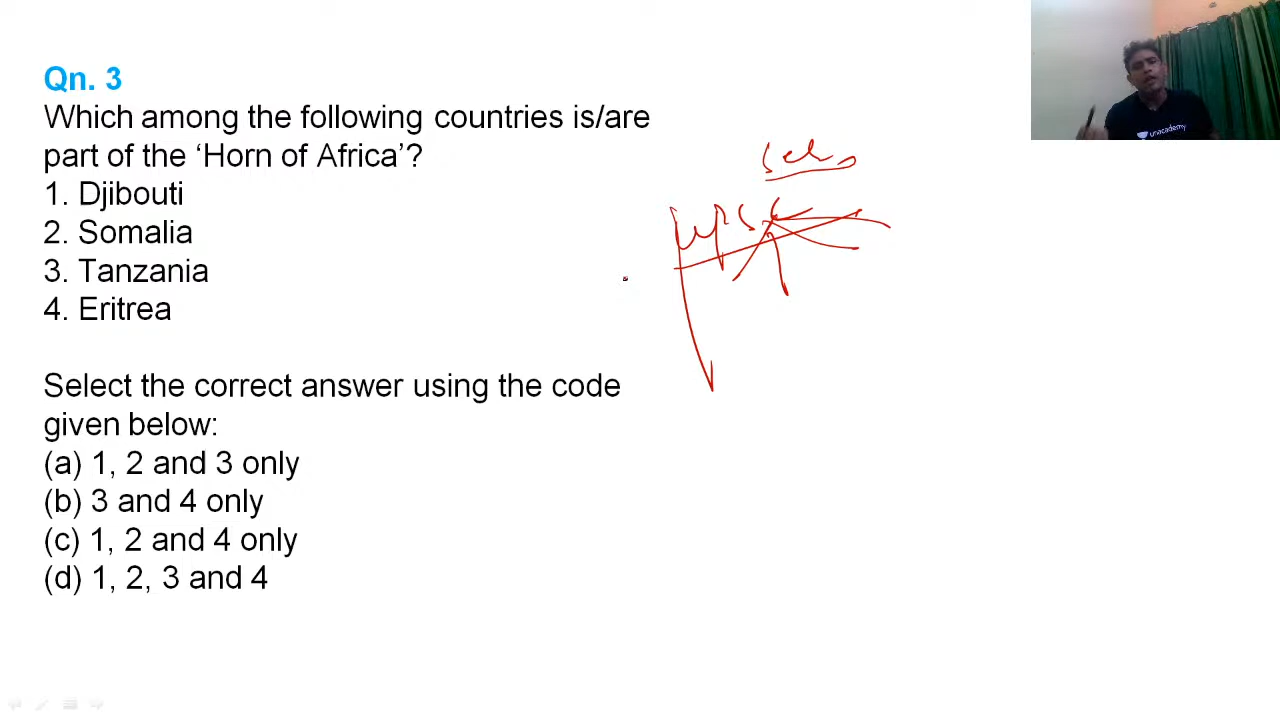 Qn. 3
Which among the following countries is/are
part of the ‘Horn of Africa’?
1. Djibouti
2. Somalia
3. Tanzania
4. Eritrea
Select the correct answer using the code
given below:
(a) 1, 2 and 3 only
(b) 3 and 4 only
(c) 1, 2 and 4 only
(d) 1, 2, 3 and 4
unacademy